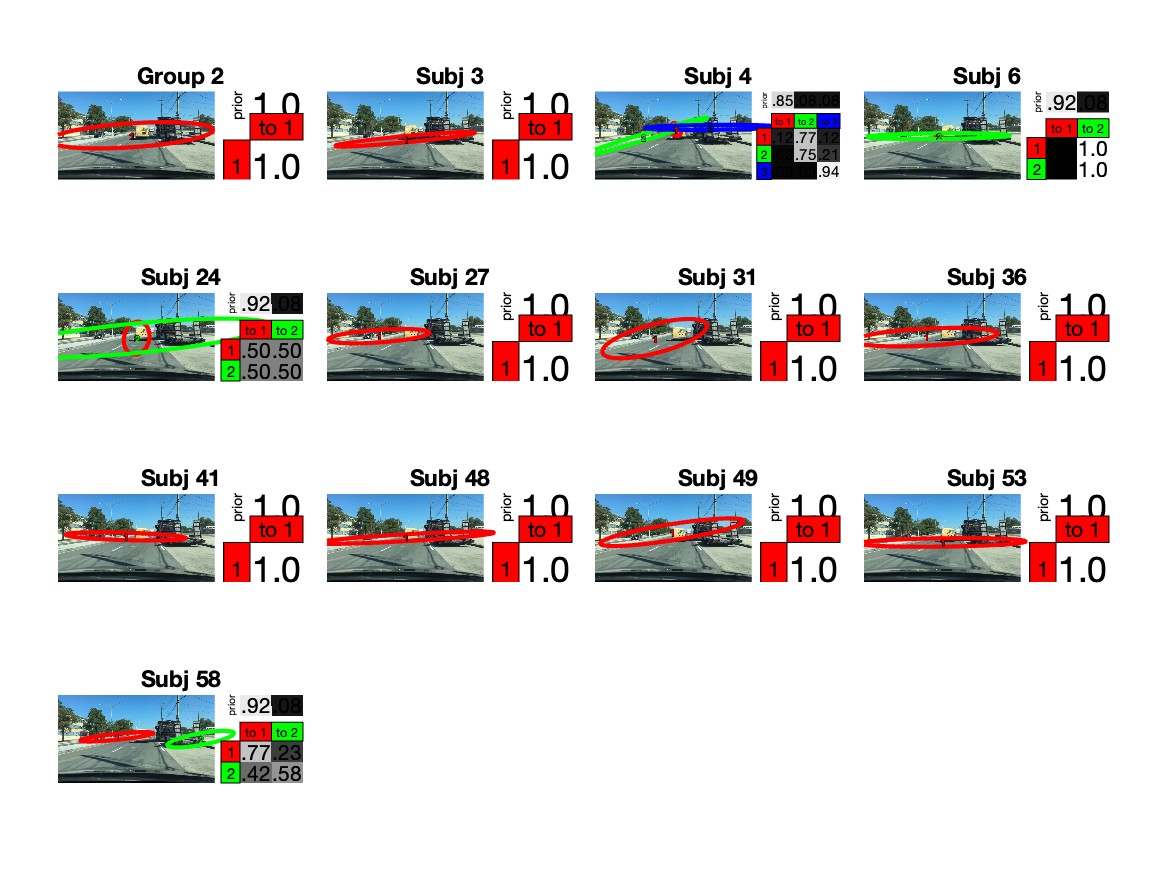 Group 2
prior 1.0
to 1
1 1.0
Subj 3
prior 1.0
to 1
1 1.0
Subj 4
prior .85 .08 .08
to 1 to 2 to 3
1 .12 .77 .12
2 .75 .21
3 .94
Subj 6
prior .92 .08
to 1 to 2
1 1.0
2 1.0
Subj 24
prior .92 .08
to 1 to 2
1 .50 .50
2 .50 .50
Subj 27
prior 1.0
to 1
1 1.0
Subj 31
prior 1.0
to 1
1 1.0
Subj 36
prior 1.0
to 1
1 1.0
Subj 41
prior 1.0
to 1
1 1.0
Subj 48
prior 1.0
to 1
1 1.0
Subj 49
prior 1.0
to 1
1 1.0
Subj 53
prior 1.0
to 1
1 1.0
Subj 58
prior .92 .08
to 1 to 2
1 .77 .23
2 .42 .58